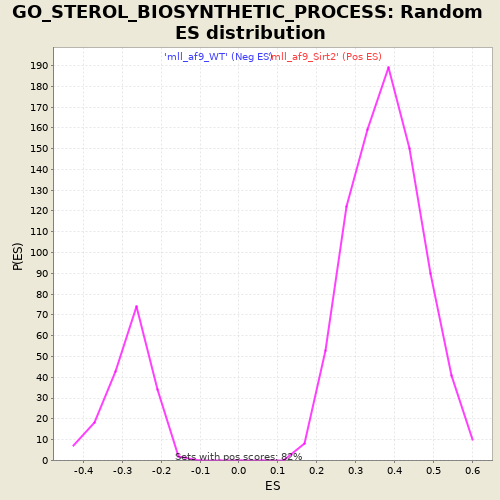 GO_STEROL_BIOSYNTHETIC_PROCESS: Random
ES distribution
'mll_af9_WT' (Neg ES)
'mll_af9_Sirt2' (Pos ES)
190
180
170
160
150
140
130
120
110
100
90
80
70
60
50
40
30
20
10
0
P(ES)
Sets with pos scores: 82%
-0.4 -0.3 -0.2 -0.1 0.0 0.1 0.2 0.3 0.4 0.5 0.6
ES